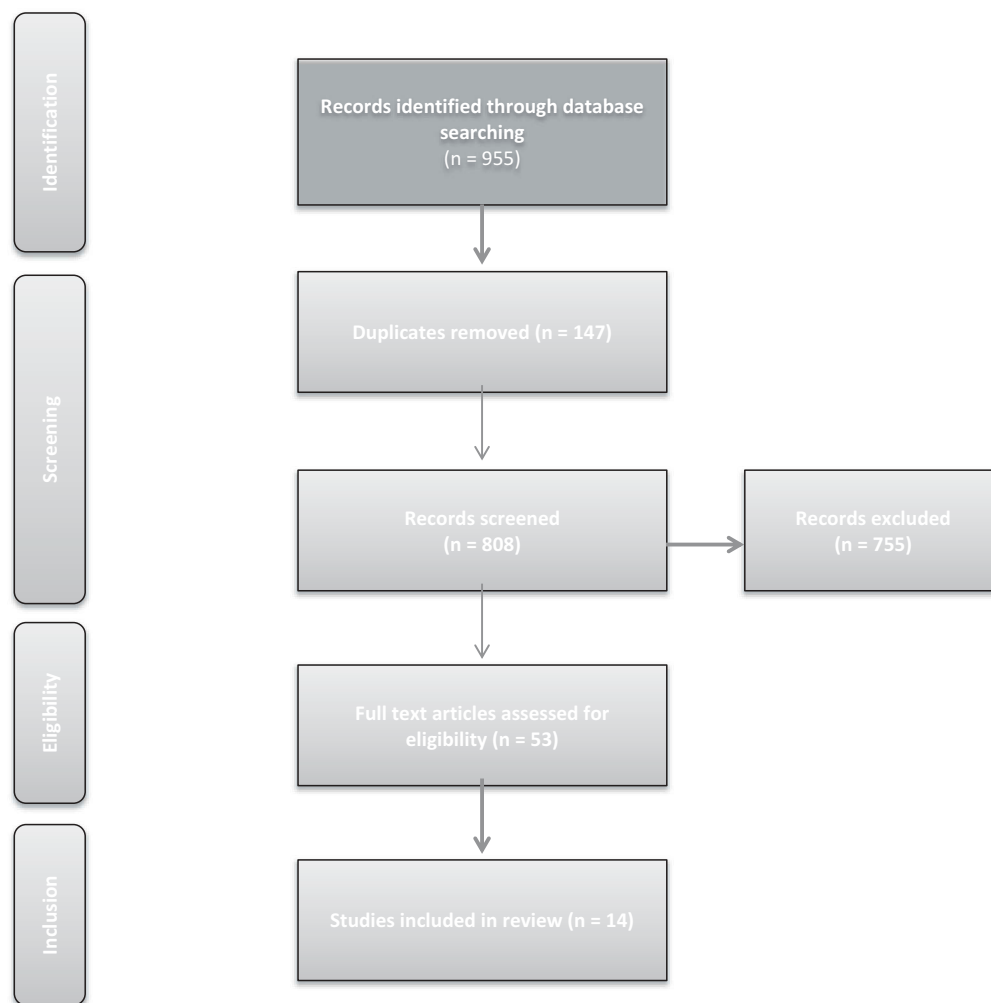 Identification
Records identified through database
searching
(n = 955)
Screening
Duplicates removed (n = 147)
Records screened
(n = 808)
Records excluded
(n = 755)
Eligibility
Full text articles assessed for
eligibility (n = 53)
Inclusion
Studies included in review (n = 14)